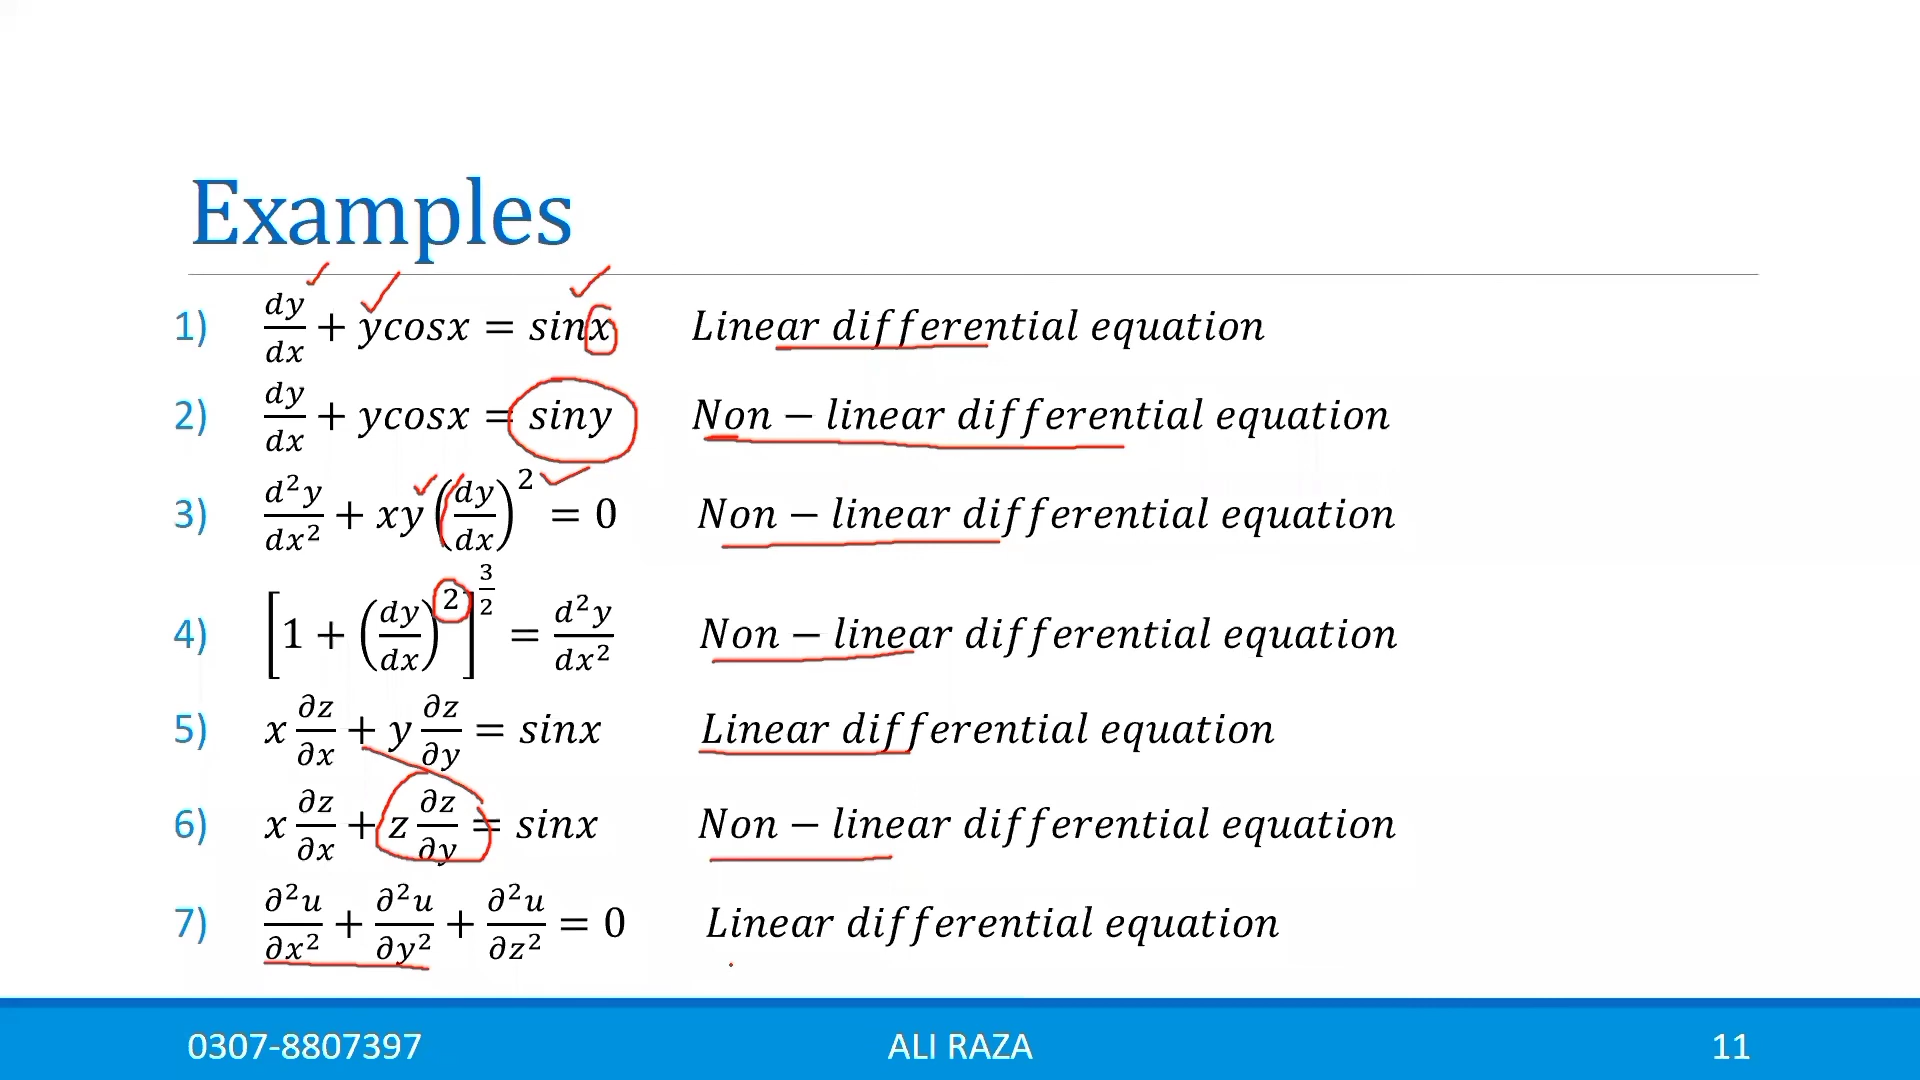 Examples
1) dy/dx + ycosx = sinx Linear differential equation
2) dy/dx + ycosx = siny Non − linear differential equation
3) d²y/dx² + xy(dy/dx)² = 0 Non − linear differential equation
4) [1 + (dy/dx)²]^(3/2) = d²y/dx² Non − linear differential equation
5) x ∂z/∂x + y ∂z/∂y = sinx Linear differential equation
6) x ∂z/∂x + z ∂z/∂y = sinx Non − linear differential equation
7) ∂²u/∂x² + ∂²u/∂y² + ∂²u/∂z² = 0 Linear differential equation
0307-8807397 ALI RAZA 11